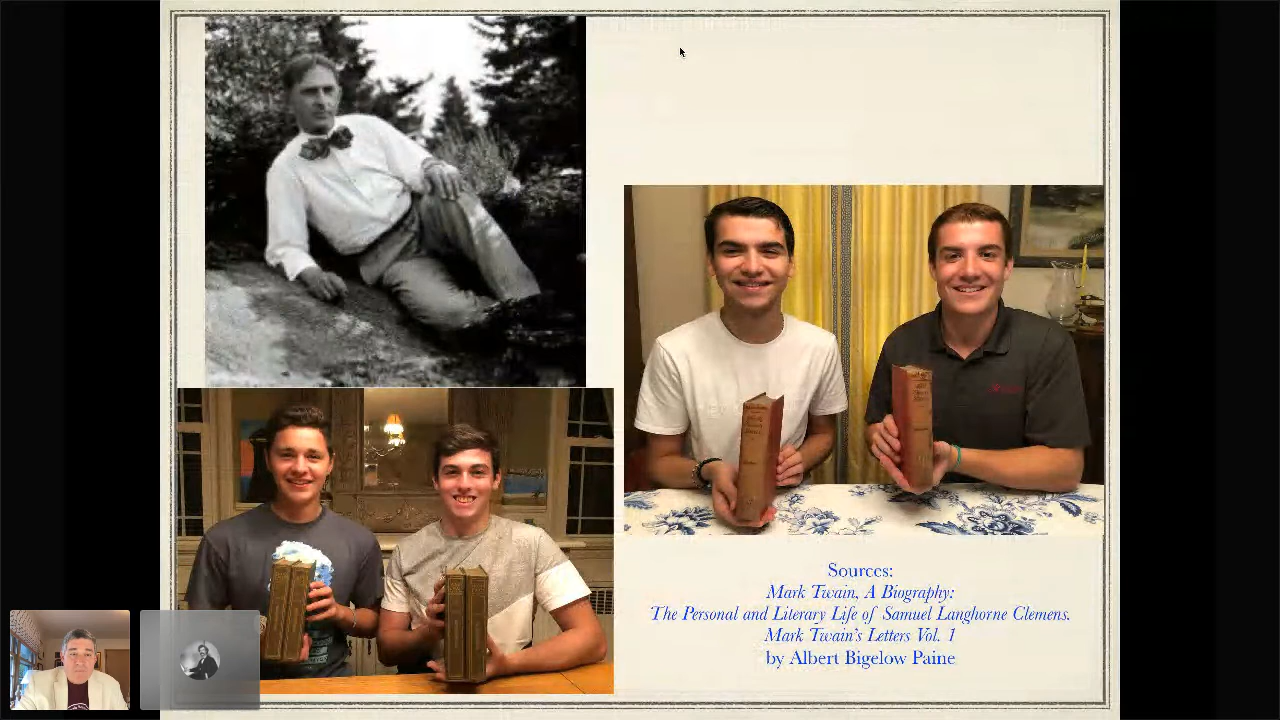 Sources:
Mark Twain, A Biography:
The Personal and Literary Life of Samuel Langhorne Clemens.
Mark Twain's Letters Vol. 1
by Albert Bigelow Paine